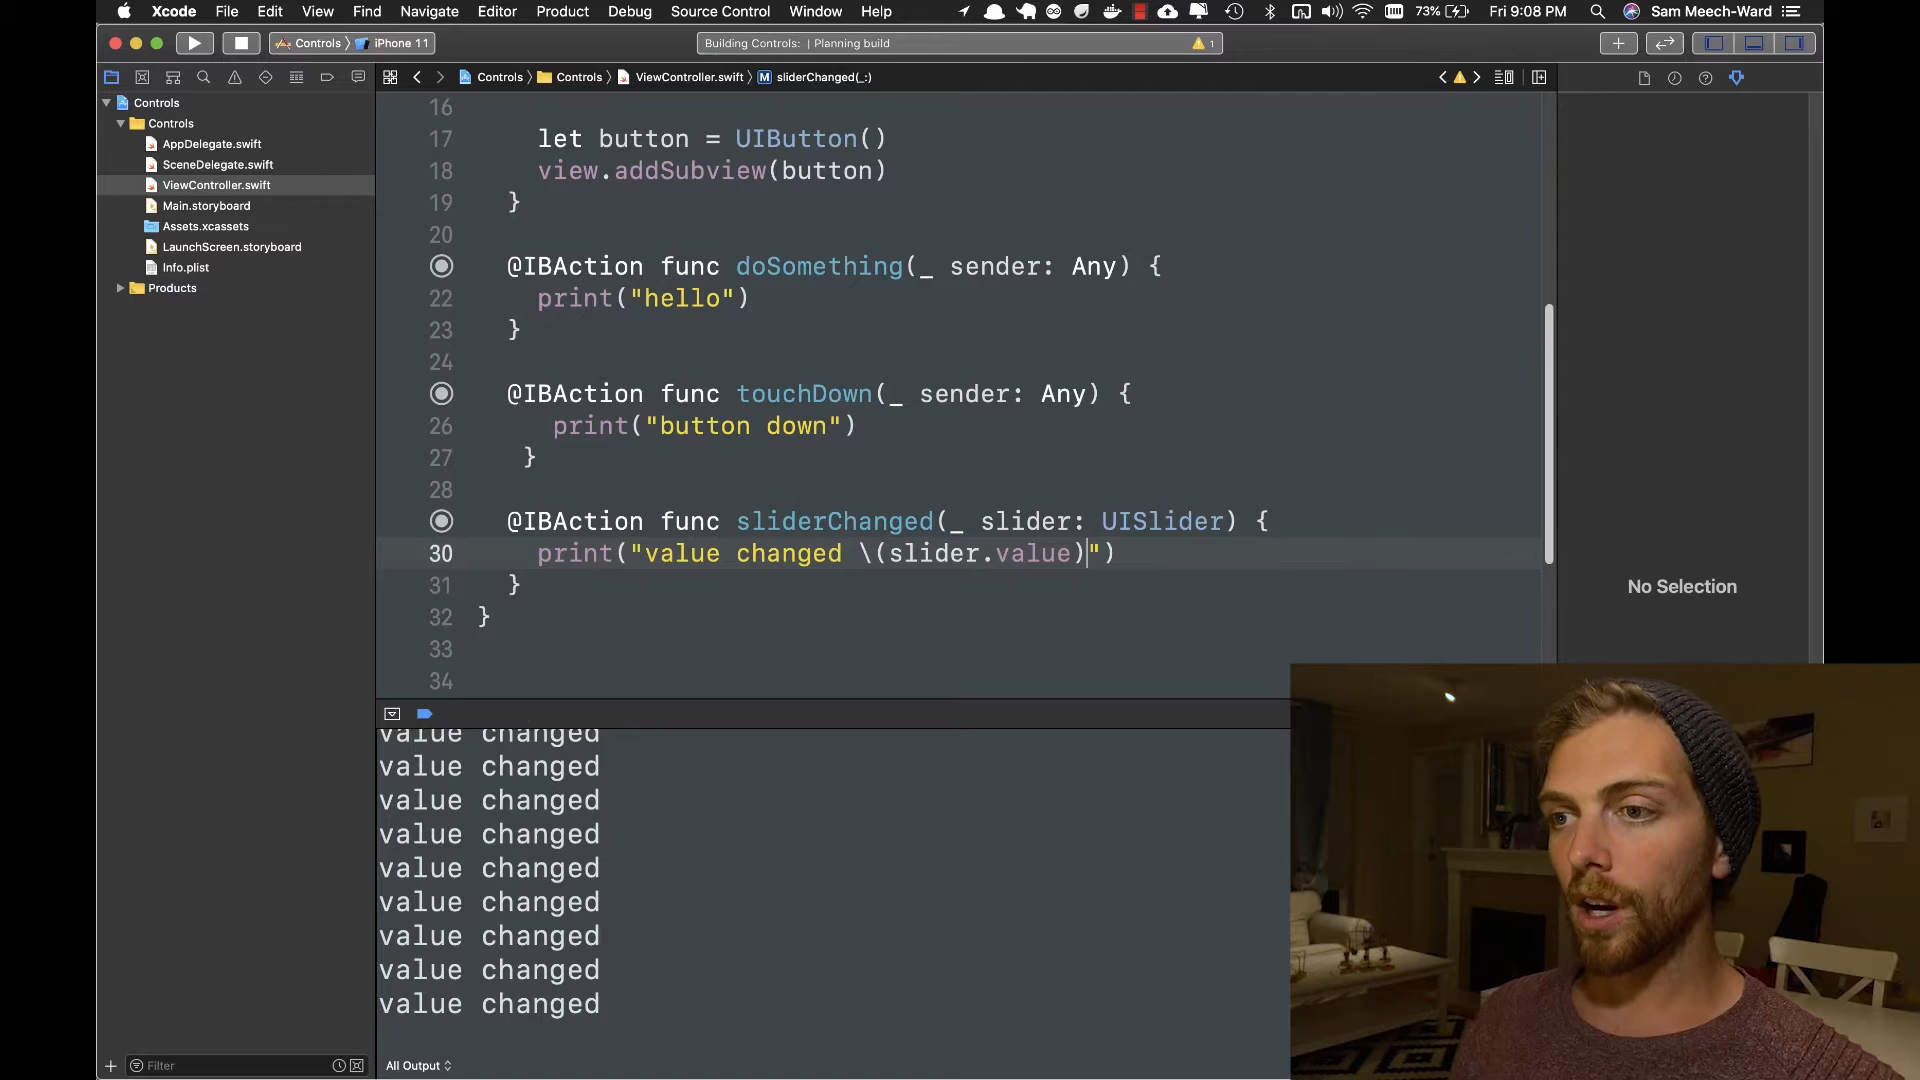 Xcode File Edit View Find Navigate Editor Product Debug Source Control Window Help 73% Fri 9:08 PM Sam Meech-Ward
Controls iPhone 11
Building Controls: | Planning build
1
Controls Controls ViewController.swift M sliderChanged(_:)
Controls
Controls
AppDelegate.swift
SceneDelegate.swift
ViewController.swift
Main.storyboard
Assets.xcassets
LaunchScreen.storyboard
Info.plist
Products
16
17 let button = UIButton()
18 view.addSubview(button)
19 }
20
@IBAction func doSomething(_ sender: Any) {
22 print("hello")
23 }
24
@IBAction func touchDown(_ sender: Any) {
26 print("button down")
27 }
28
@IBAction func sliderChanged(_ slider: UISlider) {
30 print("value changed \(slider.value)")
31 }
32 }
33
34
No Selection
value changed
value changed
value changed
value changed
value changed
value changed
value changed
value changed
value changed
All Output
Filter